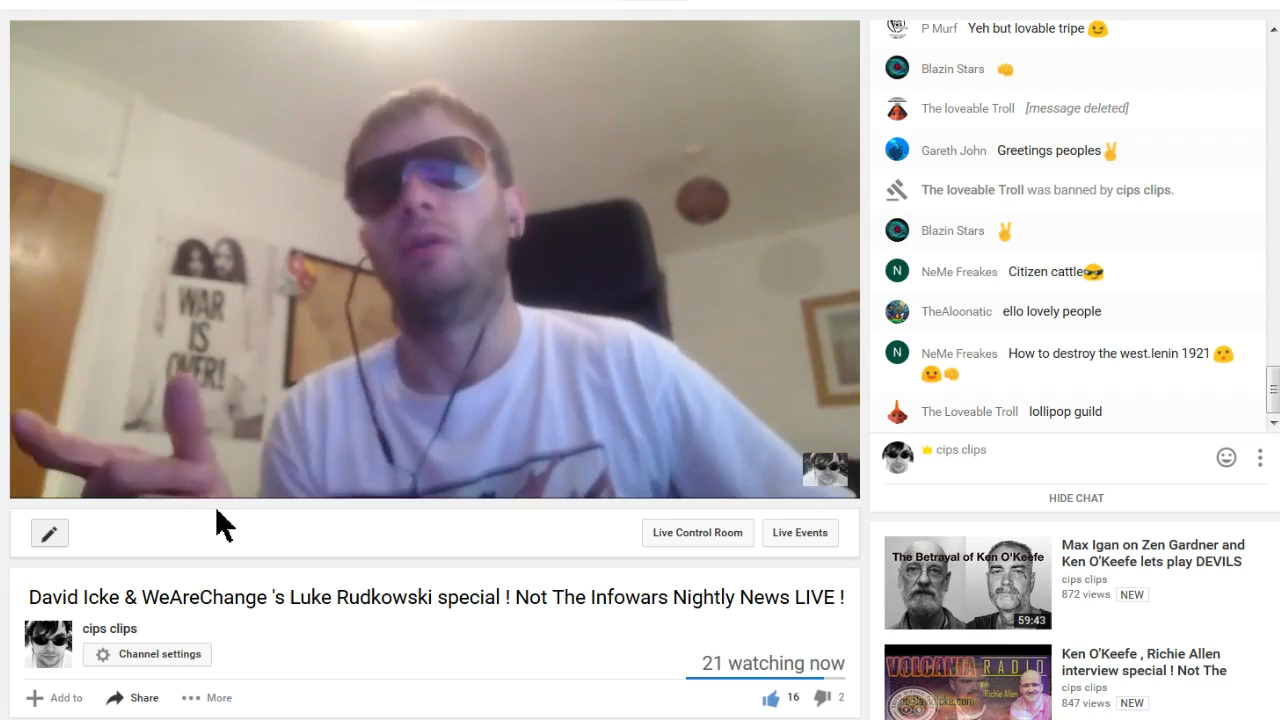 WAR
IS
OVER!
P Murf Yeh but lovable tripe 😉
Blazin Stars 👊
The loveable Troll [message deleted]
Gareth John Greetings peoples✌
The loveable Troll was banned by cips clips.
Blazin Stars ✌
N NeMe Freakes Citizen cattle😎
TheAloonatic ello lovely people
N NeMe Freakes How to destroy the west.lenin 1921 😮
😮👊
The Loveable Troll lollipop guild
cips clips
HIDE CHAT
Live Control Room Live Events
David Icke & WeAreChange 's Luke Rudkowski special ! Not The Infowars Nightly News LIVE !
cips clips
Channel settings
21 watching now
Add to Share More 16 2
The Betrayal of Ken O'Keefe
59:43
Max Igan on Zen Gardner and
Ken O'Keefe lets play DEVILS
cips clips
872 views NEW
VOLCANIA RADIO
With
Richie Allen
davidicke.com
Ken O'Keefe , Richie Allen
interview special ! Not The
cips clips
847 views NEW